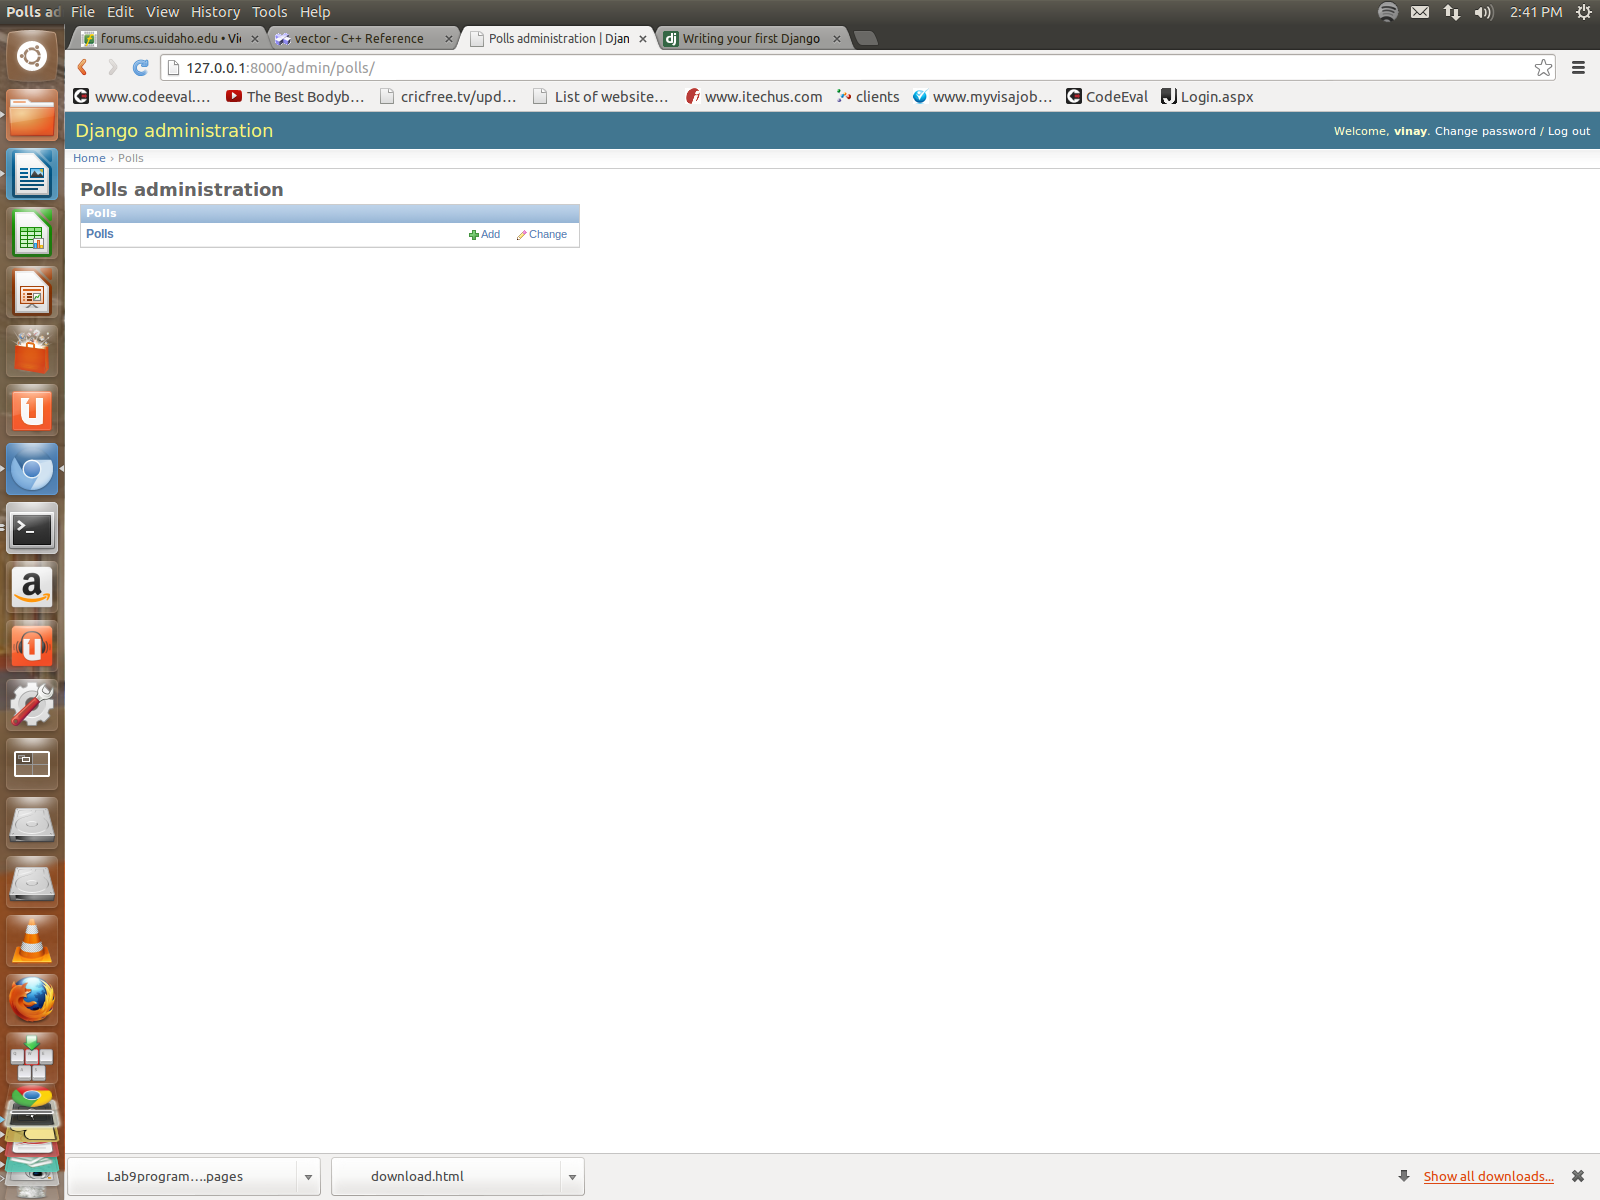 Polls ad File Edit View History Tools Help 2:41 PM
forums.cs.uidaho.edu • Vi vector - C++ Reference Polls administration | Djan Writing your first Django
127.0.0.1:8000/admin/polls/
www.codeeval.... The Best Bodyb... cricfree.tv/upd... List of website... www.itechus.com clients www.myvisajob... CodeEval Login.aspx
Django administration Welcome, vinay. Change password / Log out
Home › Polls
Polls administration
Polls
Polls Add Change
Lab9program....pages download.html Show all downloads...